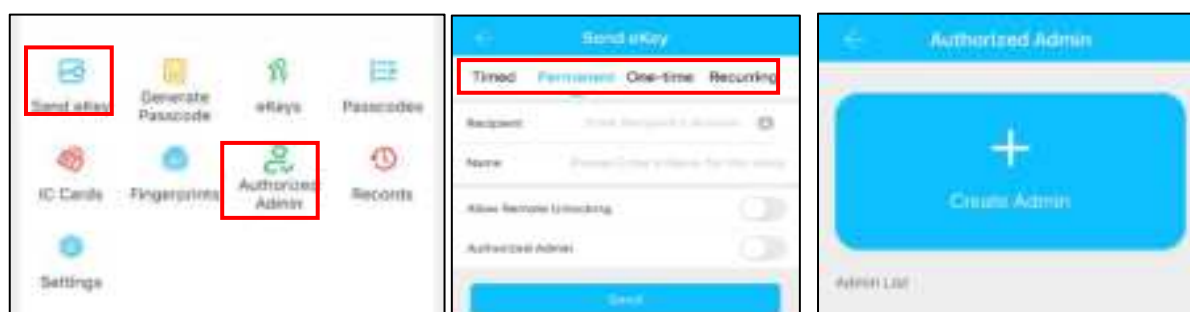 Send eKey
Generate
Passcode
eKeys
Passcodes
IC Cards
Fingerprints
Authorized
Admin
Records
Settings
Send eKey
Timed
Permanent
One-time
Recurring
Recipient
Name
Allow Remote Unlocking
Authorized Admin
Send
Authorized Admin
Create Admin
Admin List